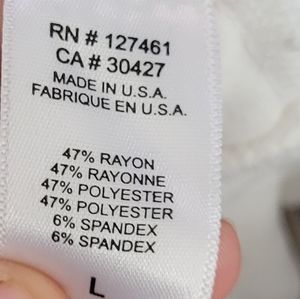 RN # 127461
CA # 30427
MADE IN U.S.A.
FABRIQUE EN U.S.A.
47% RAYON
47% RAYONNE
47% POLYESTER
47% POLYESTER
6% SPANDEX
6% SPANDEX
L